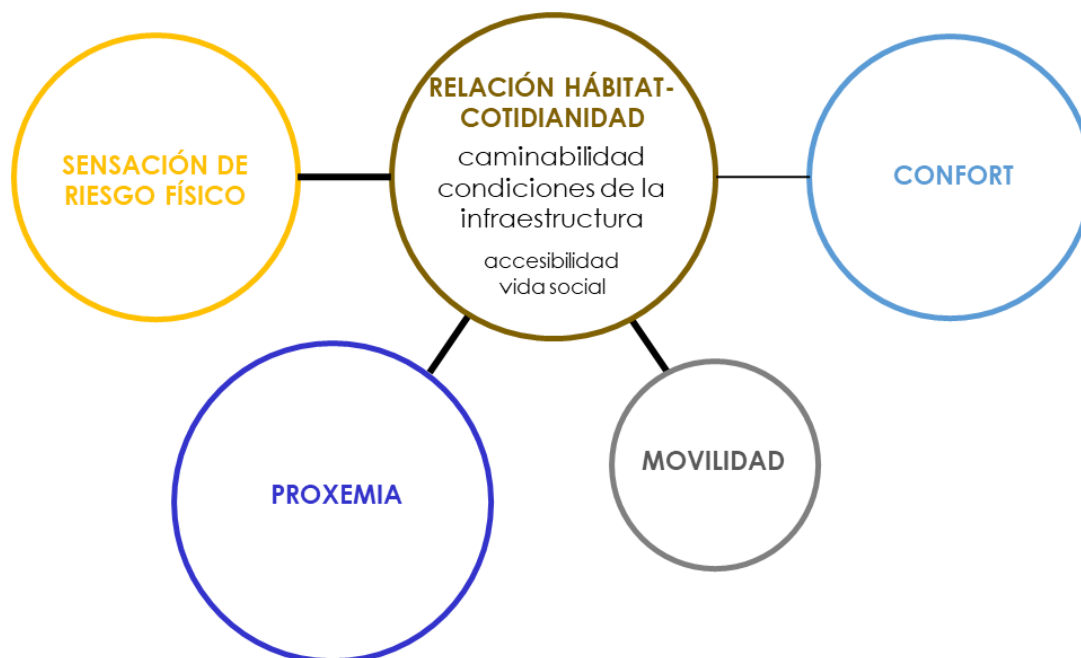 RELACIÓN HÁBITAT-
COTIDIANIDAD
caminabilidad
condiciones de la
infraestructura
accesibilidad
vida social
SENSACIÓN DE
RIESGO FÍSICO
CONFORT
PROXEMIA
MOVILIDAD